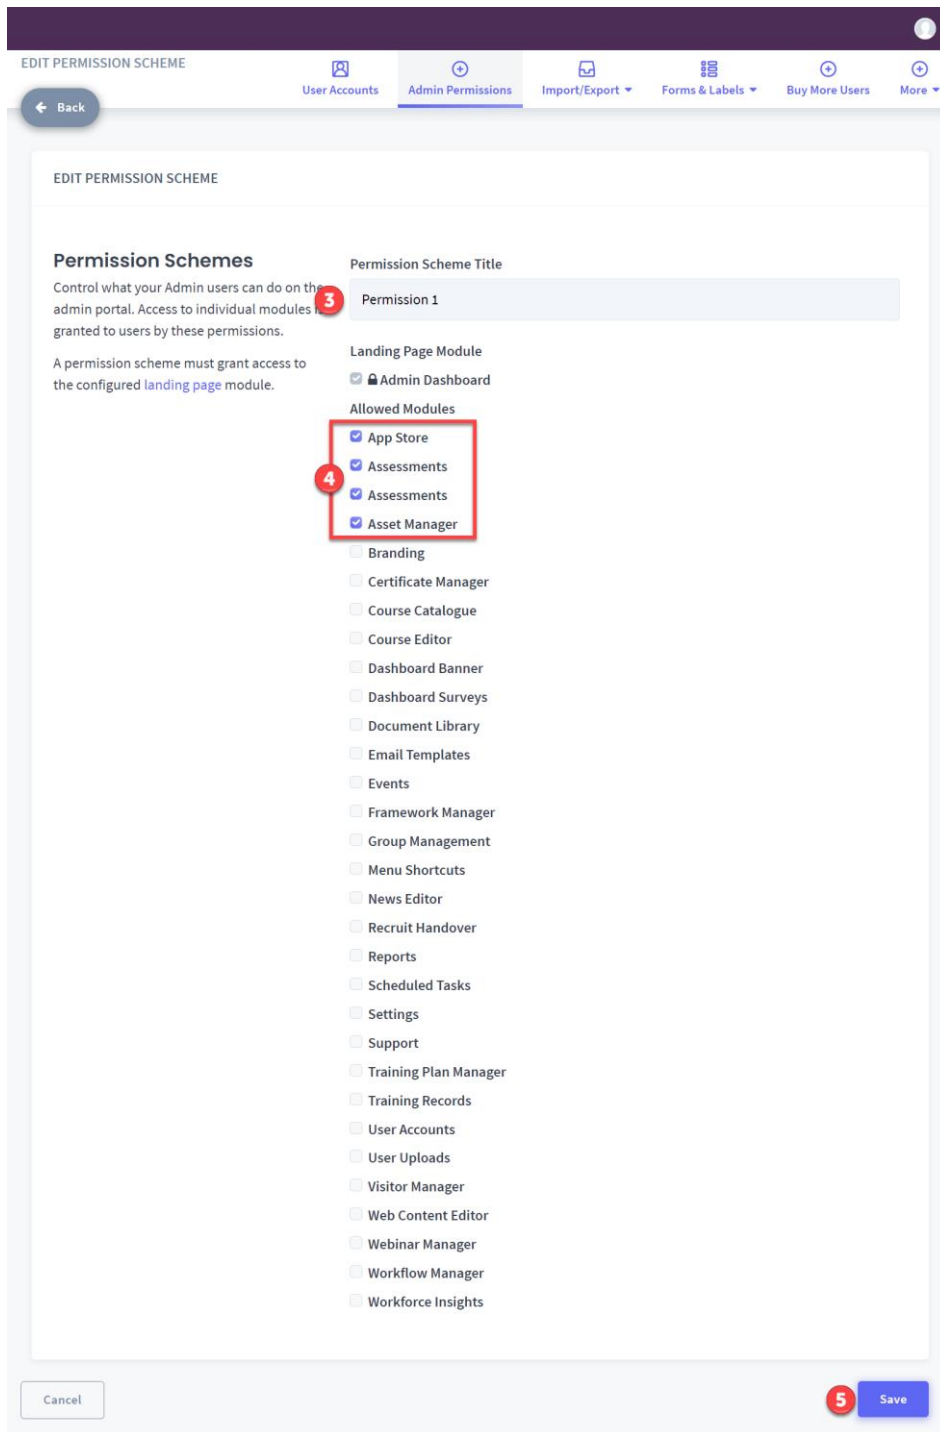 EDIT PERMISSION SCHEME
User Accounts
Admin Permissions
Import/Export
Forms & Labels
Buy More Users
More
Back
EDIT PERMISSION SCHEME
Permission Schemes
Control what your Admin users can do on the
admin portal. Access to individual modules
granted to users by these permissions.
A permission scheme must grant access to
the configured landing page module.
Permission Scheme Title
3
Permission 1
Landing Page Module
Admin Dashboard
Allowed Modules
App Store
Assessments
4
Assessments
Asset Manager
Branding
Certificate Manager
Course Catalogue
Course Editor
Dashboard Banner
Dashboard Surveys
Document Library
Email Templates
Events
Framework Manager
Group Management
Menu Shortcuts
News Editor
Recruit Handover
Reports
Scheduled Tasks
Settings
Support
Training Plan Manager
Training Records
User Accounts
User Uploads
Visitor Manager
Web Content Editor
Webinar Manager
Workflow Manager
Workforce Insights
Cancel
5
Save